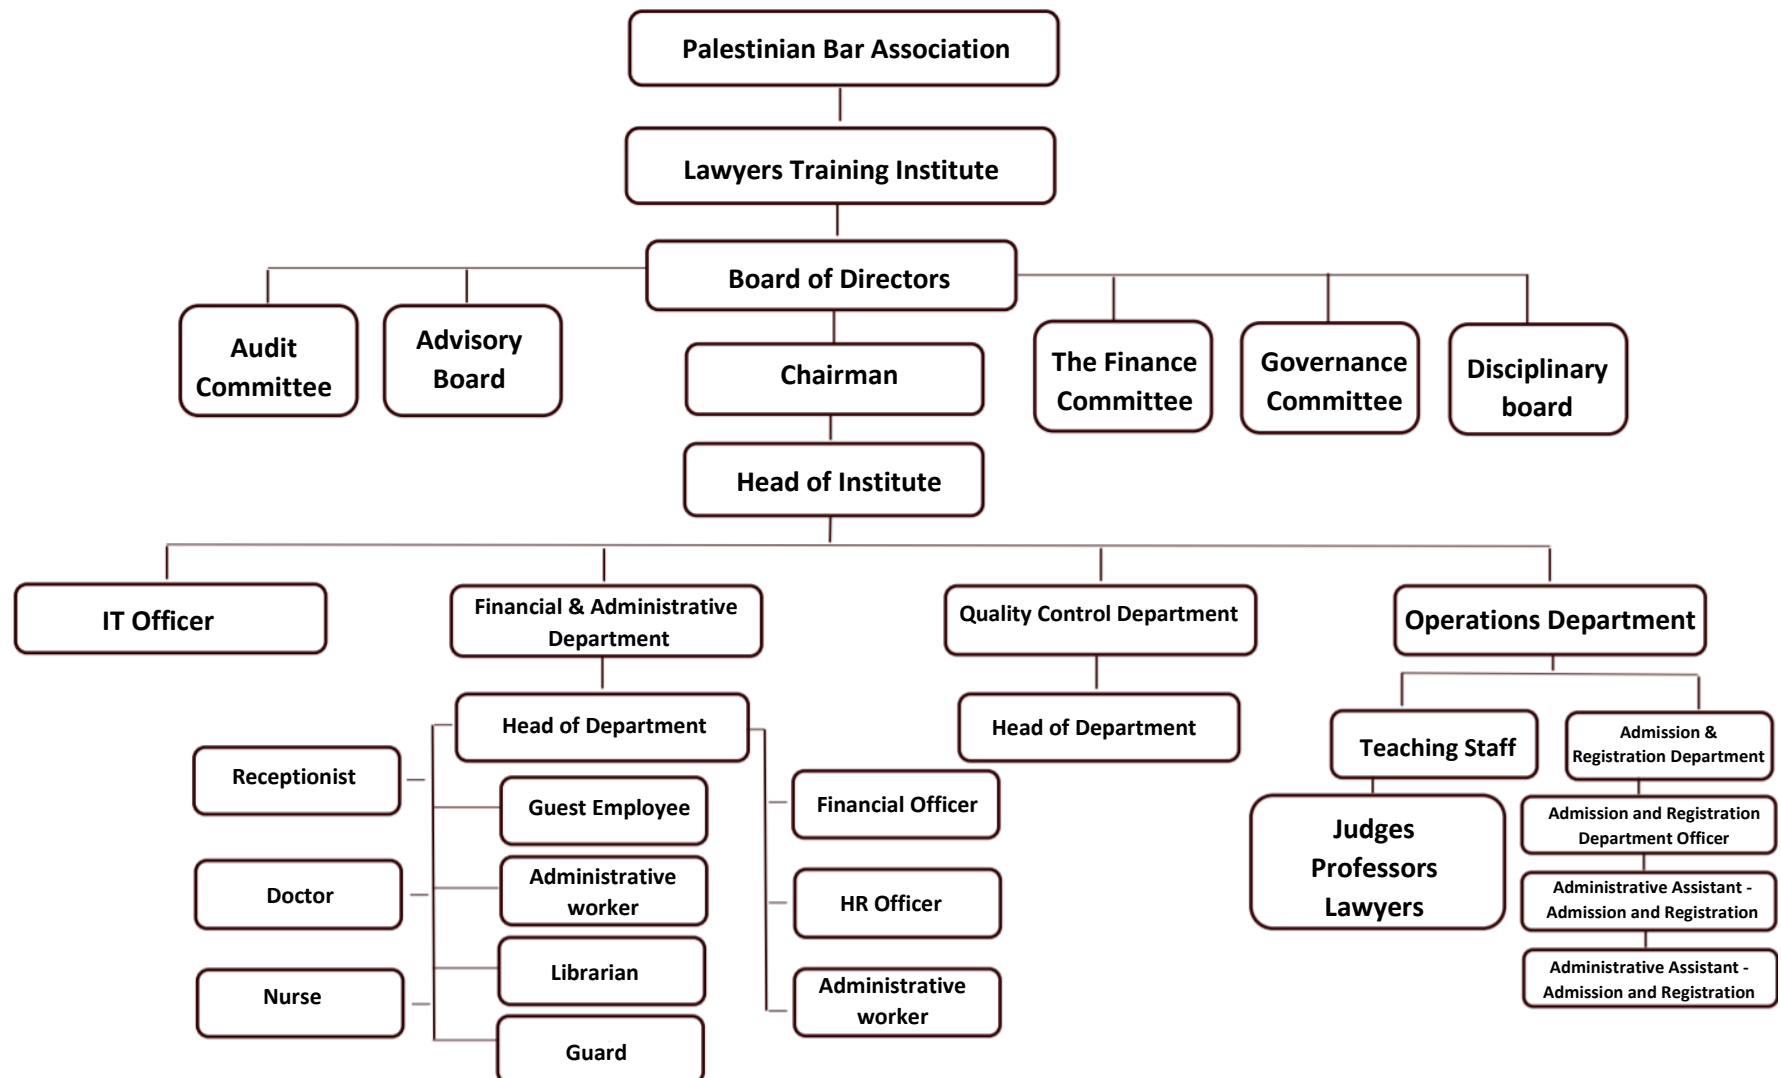 Palestinian Bar Association
Lawyers Training Institute
Board of Directors
Audit
Committee
Advisory
Board
Chairman
The Finance
Committee
Governance
Committee
Disciplinary
board
Head of Institute
IT Officer
Financial & Administrative
Department
Quality Control Department
Operations Department
Head of Department
Receptionist
Doctor
Nurse
Guest Employee
Administrative
worker
Librarian
Guard
Financial Officer
HR Officer
Administrative
worker
Head of Department
Teaching Staff
Judges
Professors
Lawyers
Admission &
Registration Department
Admission and Registration
Department Officer
Administrative Assistant -
Admission and Registration
Administrative Assistant -
Admission and Registration